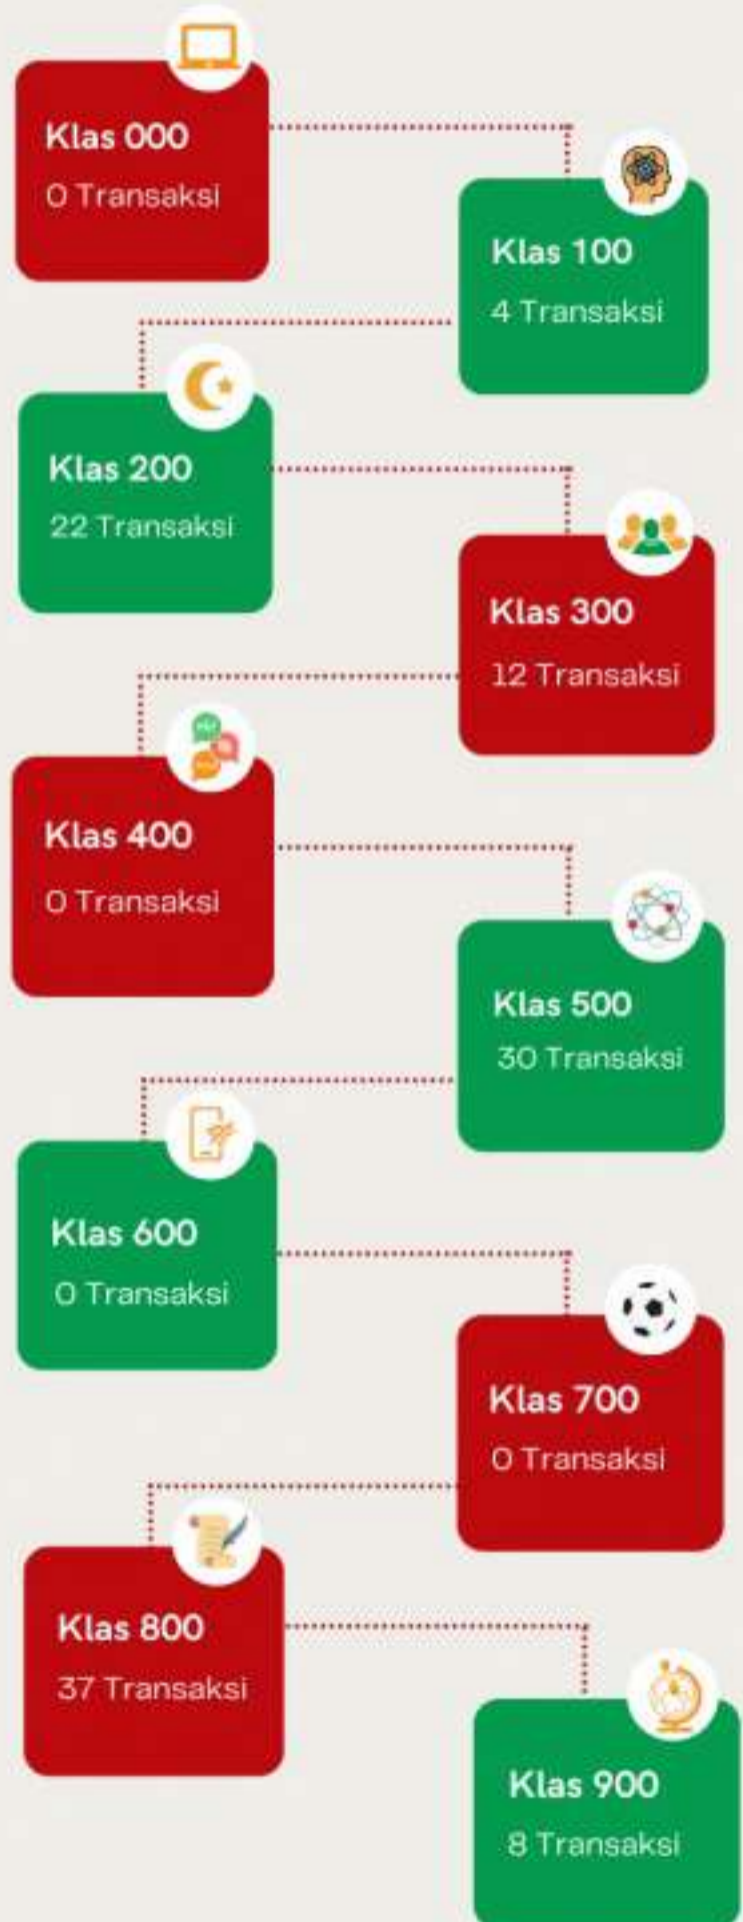 Klas 000
0 Transaksi
Klas 100
4 Transaksi
Klas 200
22 Transaksi
Klas 300
12 Transaksi
Klas 400
0 Transaksi
Klas 500
30 Transaksi
Klas 600
0 Transaksi
Klas 700
0 Transaksi
Klas 800
37 Transaksi
Klas 900
8 Transaksi